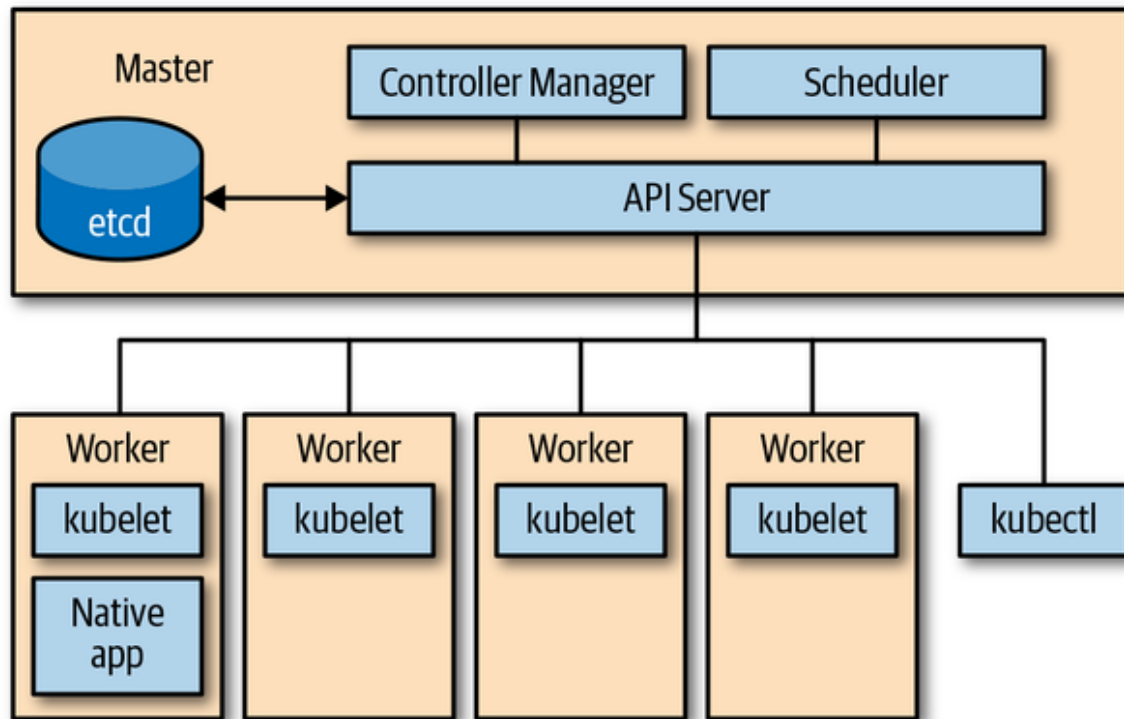 Master
Controller Manager
Scheduler
etcd
API Server
Worker
Worker
Worker
Worker
kubelet
kubelet
kubelet
kubelet
kubectl
Native
app